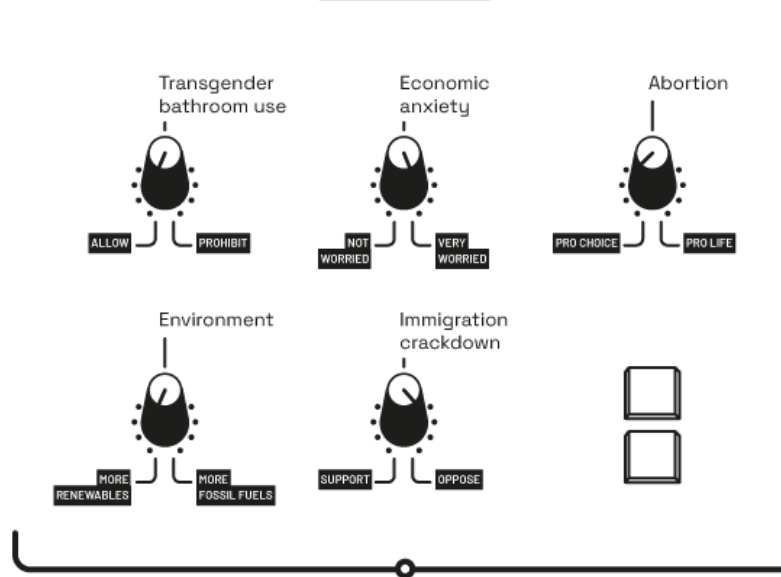 Transgender
bathroom use
Economic
anxiety
Abortion
ALLOW
PROHIBIT
NOT
WORRIED
VERY
WORRIED
PRO CHOICE
PRO LIFE
Environment
Immigration
crackdown
MORE
RENEWABLES
MORE
FOSSIL FUELS
SUPPORT
OPPOSE